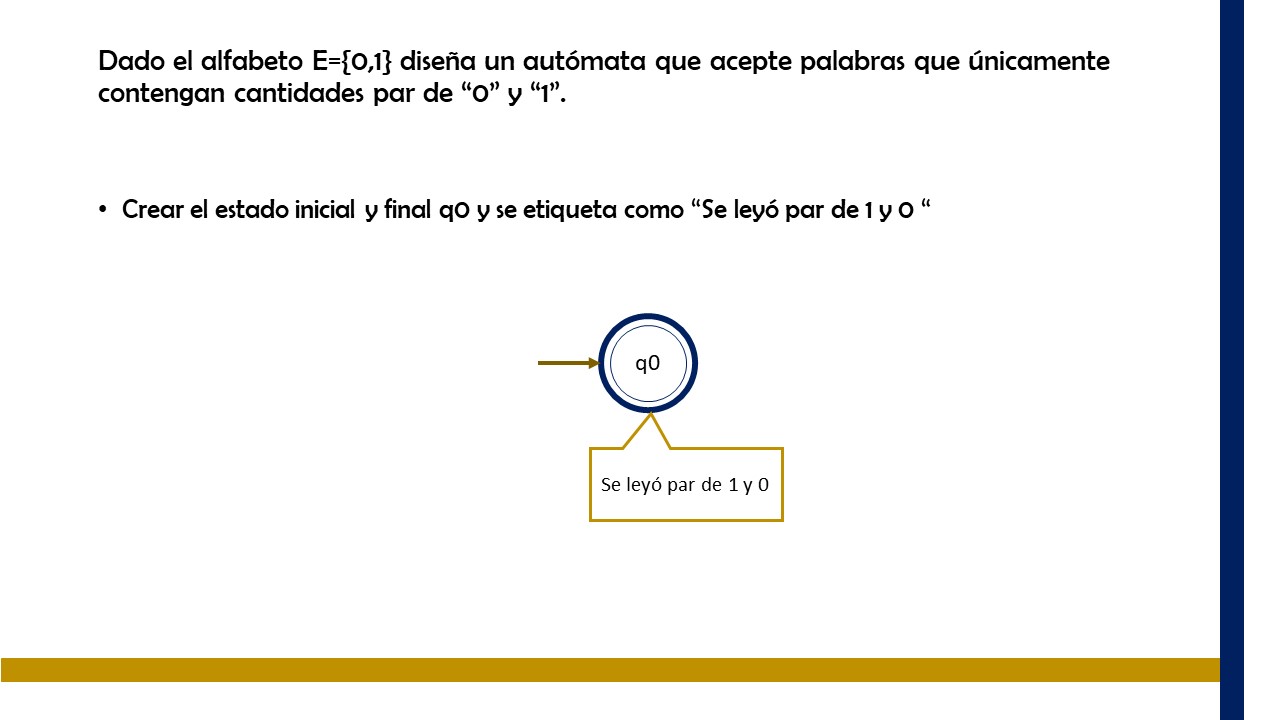 Dado el alfabeto E={0,1} diseña un autómata que acepte palabras que únicamente
contengan cantidades par de “0” y “1”.
• Crear el estado inicial y final q0 y se etiqueta como “Se leyó par de 1 y 0 “
q0
Se leyó par de 1 y 0